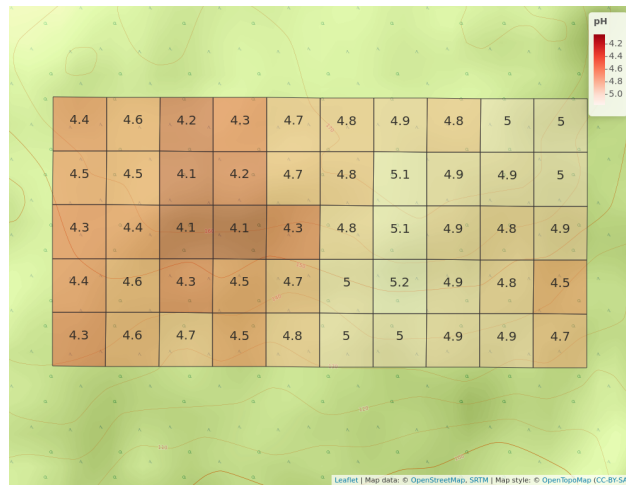 pH
4.2
4.4
4.6
4.8
5.0
4.4 4.6 4.2 4.3 4.7 4.8 4.9 4.8 5 5
4.5 4.5 4.1 4.2 4.7 4.8 5.1 4.9 4.9 5
4.3 4.4 4.1 4.1 4.3 4.8 5.1 4.9 4.8 4.9
4.4 4.6 4.3 4.5 4.7 5 5.2 4.9 4.8 4.5
4.3 4.6 4.7 4.5 4.8 5 5 4.9 4.9 4.7
Leaflet | Map data: © OpenStreetMap, SRTM | Map style: © OpenTopoMap (CC-BY-SA